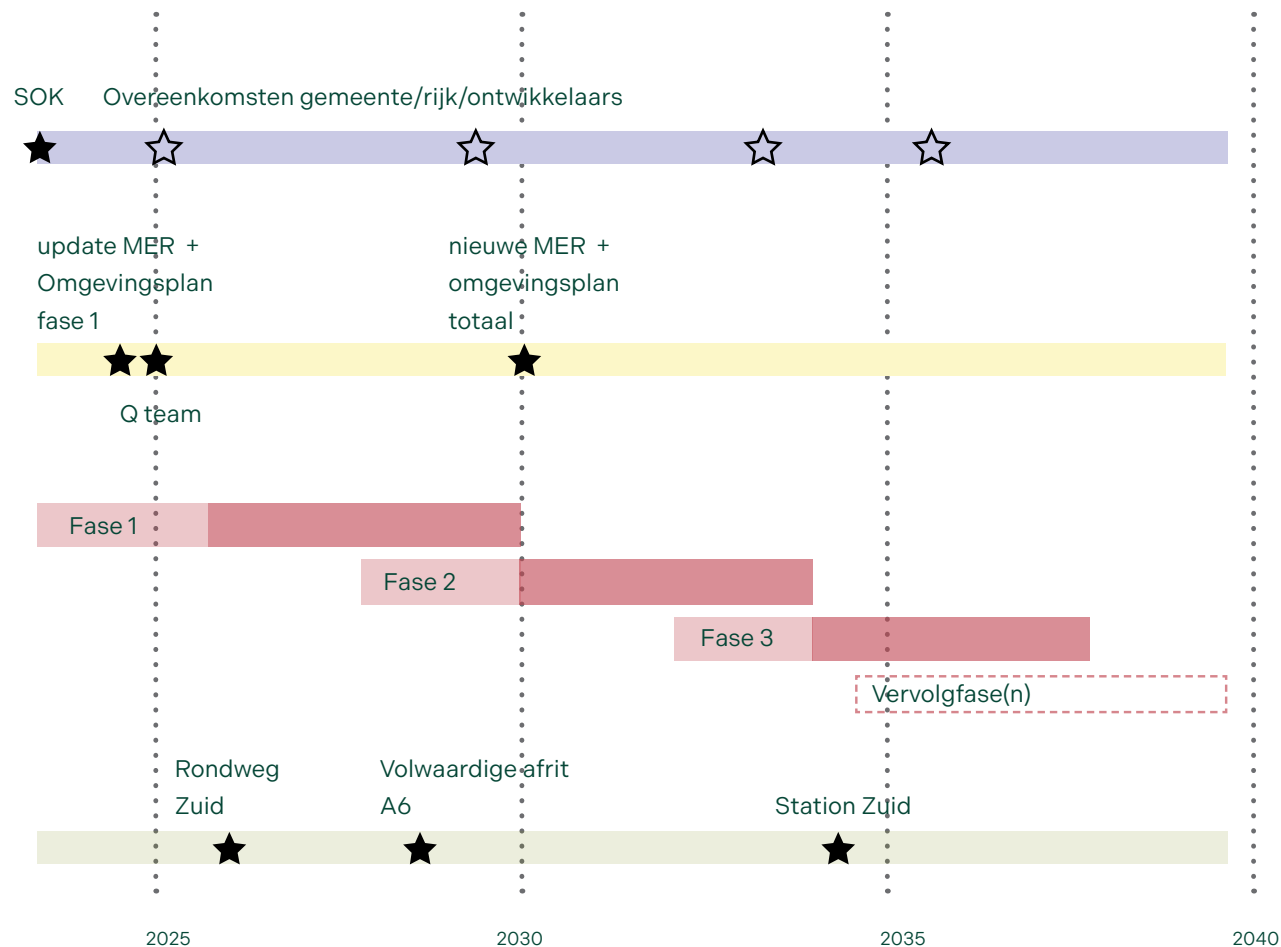 SOK
Overeenkomsten gemeente/rijk/ontwikkelaars
update MER +
Omgevingsplan
fase 1
nieuwe MER +
omgevingsplan
totaal
Q team
Fase 1
Fase 2
Fase 3
Vervolgfase(n)
Rondweg
Zuid
Volwaardige afrit
A6
Station Zuid
2025
2030
2035
2040